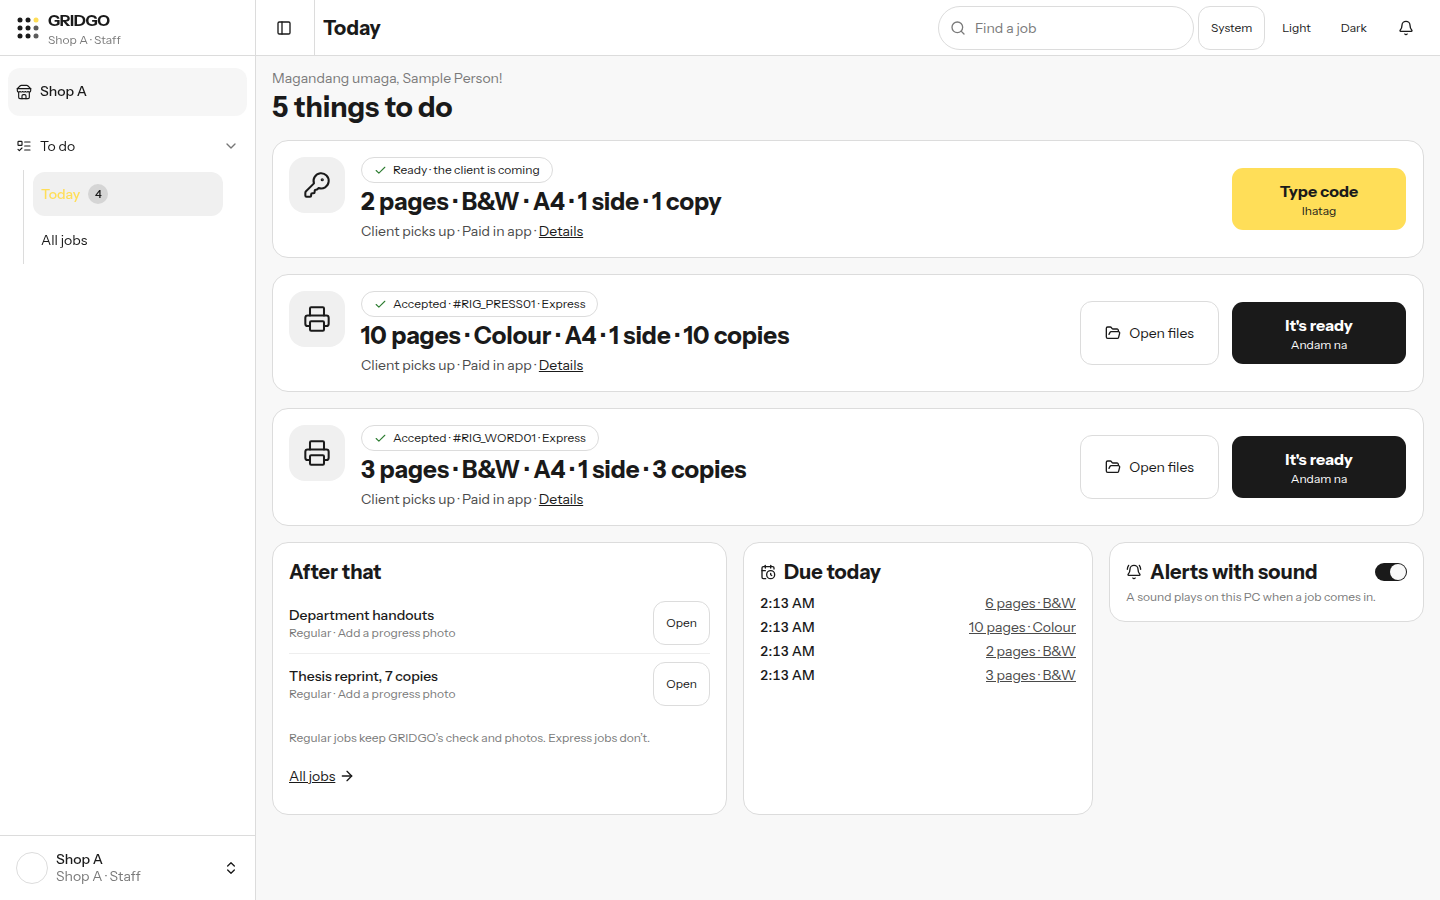 GRIDGO
Shop A · Staff
Shop A
To do
Today 4
All jobs
Shop A
Shop A · Staff
Today
Find a job
System
Light
Dark
Magandang umaga, Sample Person!
5 things to do
Ready · the client is coming
2 pages · B&W · A4 · 1 side · 1 copy
Client picks up · Paid in app · Details
Type code
Ihatag
Accepted · #RIG_PRESS01 · Express
10 pages · Colour · A4 · 1 side · 10 copies
Client picks up · Paid in app · Details
Open files
It's ready
Andam na
Accepted · #RIG_WORD01 · Express
3 pages · B&W · A4 · 1 side · 3 copies
Client picks up · Paid in app · Details
Open files
It's ready
Andam na
After that
Department handouts
Regular · Add a progress photo
Open
Thesis reprint, 7 copies
Regular · Add a progress photo
Open
Regular jobs keep GRIDGO's check and photos. Express jobs don't.
All jobs
Due today
2:13 AM 6 pages · B&W
2:13 AM 10 pages · Colour
2:13 AM 2 pages · B&W
2:13 AM 3 pages · B&W
Alerts with sound
A sound plays on this PC when a job comes in.